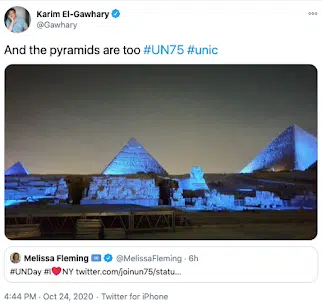 Karim El-Gawhary
@Gawhary
And the pyramids are too #UN75 #unic
Melissa Fleming @MelissaFleming · 6h
#UNDay #I❤️NY twitter.com/joinun75/statu...
4:44 PM · Oct 24, 2020 · Twitter for iPhone